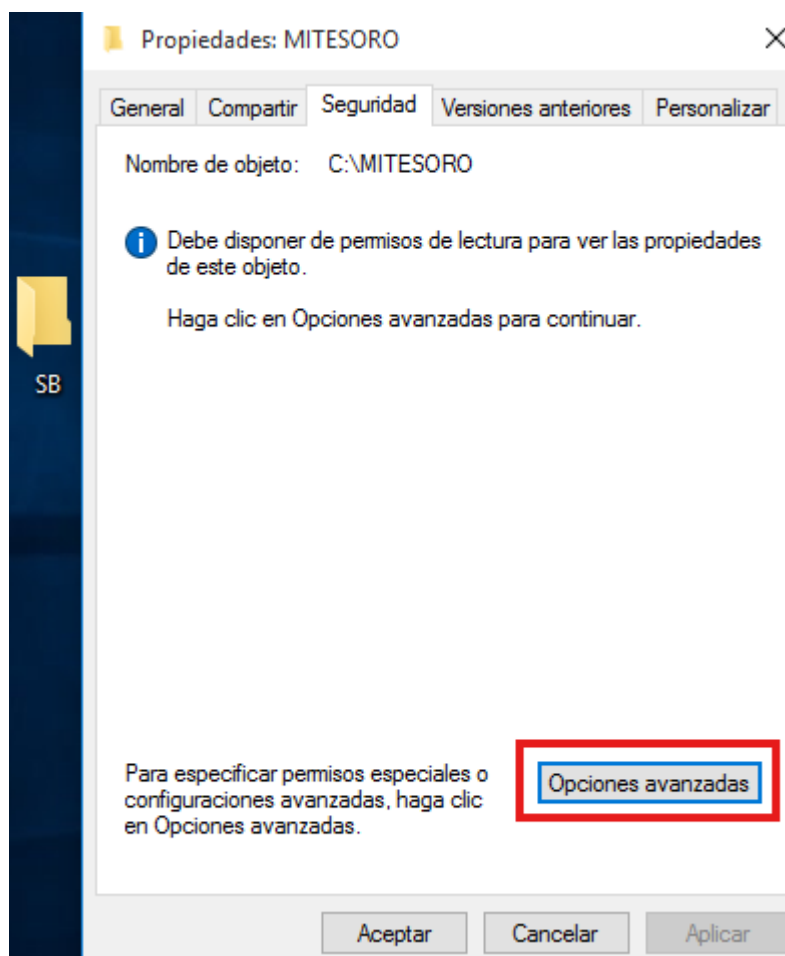 Propiedades: MITESORO
General Compartir Seguridad Versiones anteriores Personalizar
Nombre de objeto: C:\MITESORO
Debe disponer de permisos de lectura para ver las propiedades
de este objeto.
Haga clic en Opciones avanzadas para continuar.
SB
Para especificar permisos especiales o
configuraciones avanzadas, haga clic
en Opciones avanzadas.
Opciones avanzadas
Aceptar Cancelar Aplicar